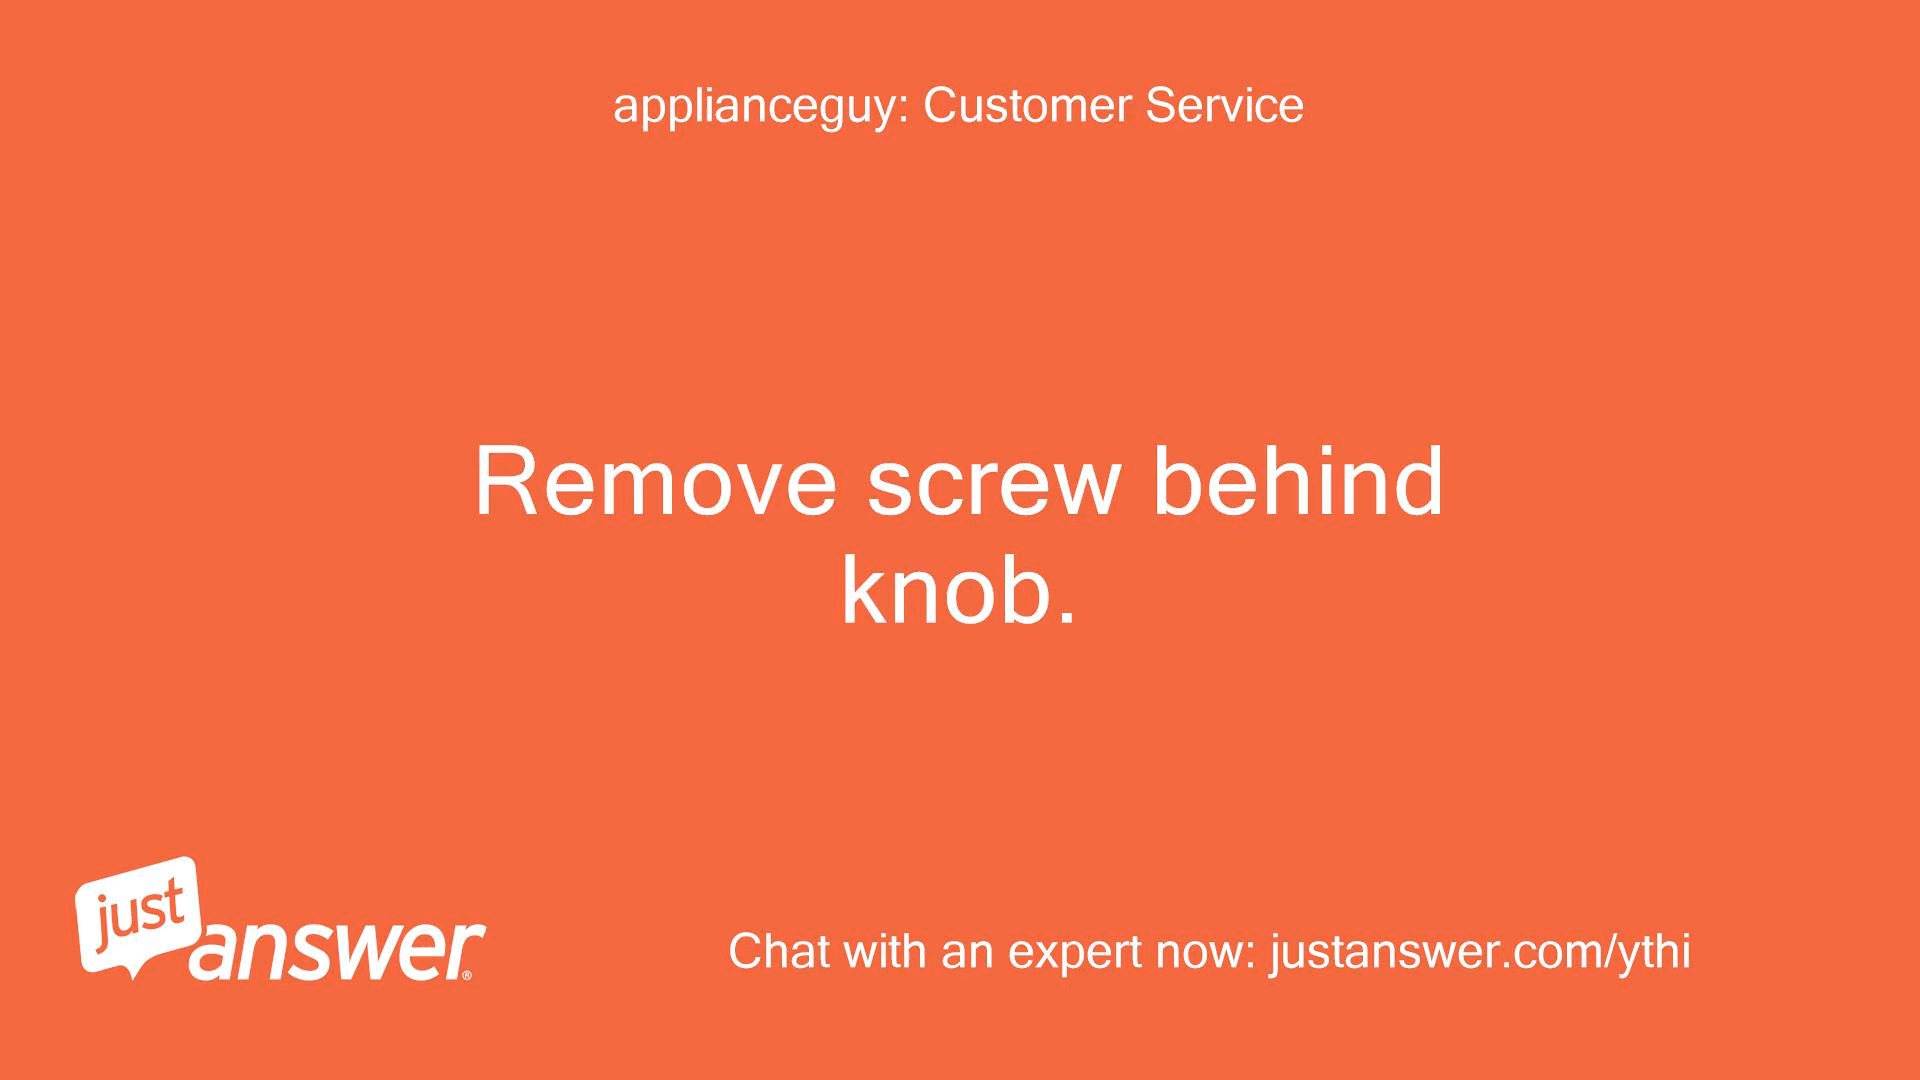 applianceguy: Customer Service
Remove screw behind
knob.
just
answer®
Chat with an expert now: justanswer.com/ythi